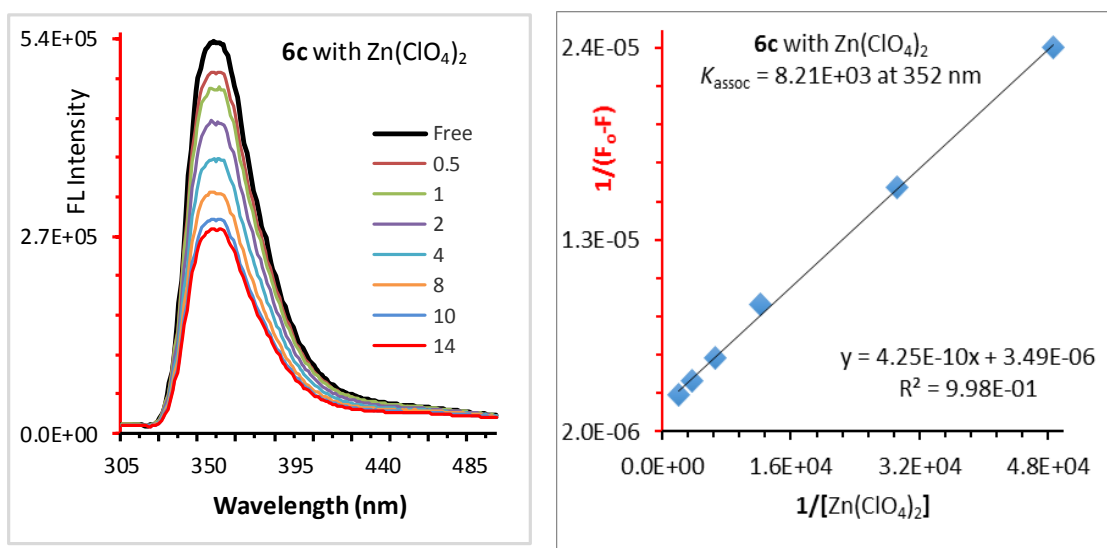 5.4E+05
2.7E+05
0.0E+00
FL Intensity
6c with Zn(ClO4)2
Free
0.5
1
2
4
8
10
14
305 350 395 440 485
Wavelength (nm)
2.4E-05
1.3E-05
2.0E-06
1/(Fo-F)
6c with Zn(ClO4)2
Kassoc = 8.21E+03 at 352 nm
y = 4.25E-10x + 3.49E-06
R² = 9.98E-01
0.0E+00 1.6E+04 3.2E+04 4.8E+04
1/[Zn(ClO4)2]